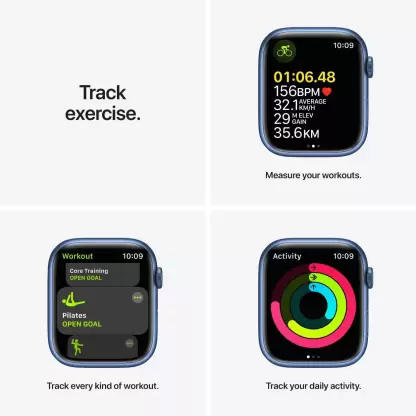 Track
exercise.
10:09
01:06.48
156BPM
32.1 AVERAGE KM/H
29 M ELEV GAIN
35.6KM
Measure your workouts.
Workout 10:09
Core Training
OPEN GOAL
Pilates
OPEN GOAL
Track every kind of workout.
Activity 10:09
Track your daily activity.